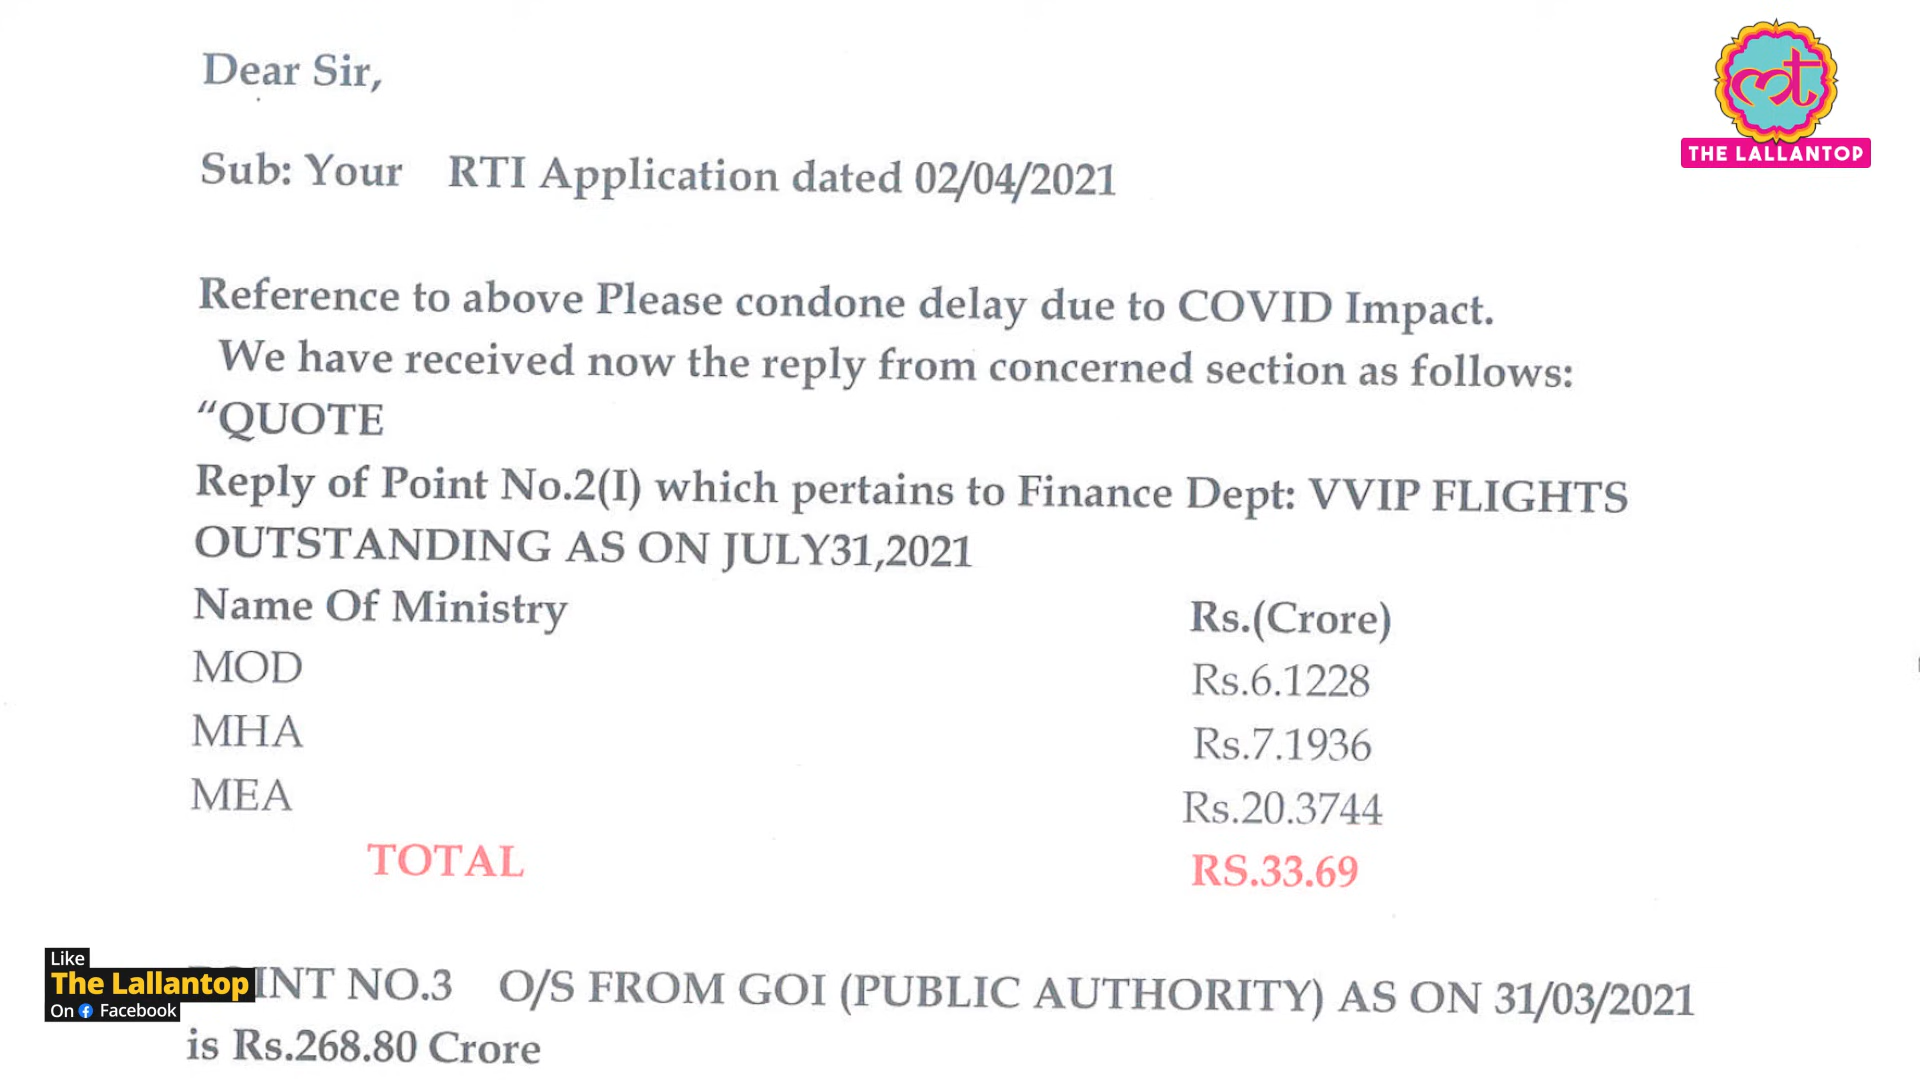 Dear Sir,
Sub: Your RTI Application dated 02/04/2021
Reference to above Please condone delay due to COVID Impact.
We have received now the reply from concerned section as follows:
“QUOTE
Reply of Point No.2(I) which pertains to Finance Dept: VVIP FLIGHTS
OUTSTANDING AS ON JULY31,2021
Name Of Ministry Rs.(Crore)
MOD Rs.6.1228
MHA Rs.7.1936
MEA Rs.20.3744
TOTAL RS.33.69
INT NO.3 O/S FROM GOI (PUBLIC AUTHORITY) AS ON 31/03/2021
is Rs.268.80 Crore
THE LALLANTOP
Like
The Lallantop
On Facebook